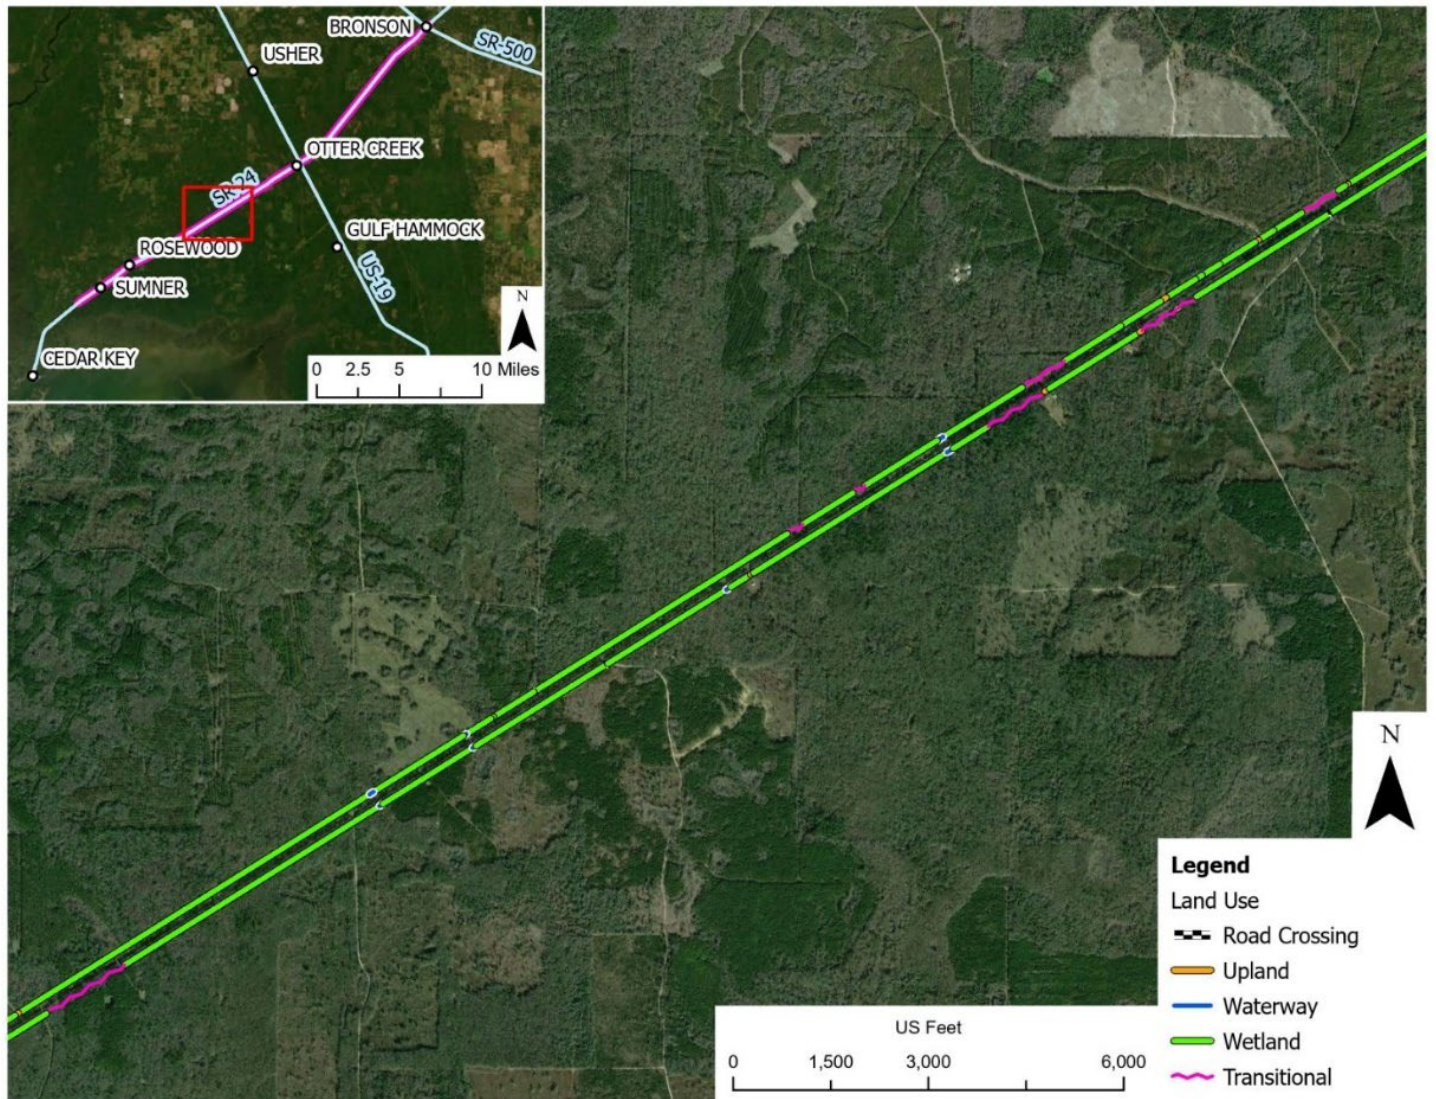 BRONSON
SR-500
USHER
OTTER CREEK
SR-24
GULF HAMMOCK
ROSEWOOD
US-19
SUMNER
CEDAR KEY
N
0 2.5 5 10 Miles
N
Legend
Land Use
Road Crossing
Upland
Waterway
Wetland
Transitional
US Feet
0 1,500 3,000 6,000